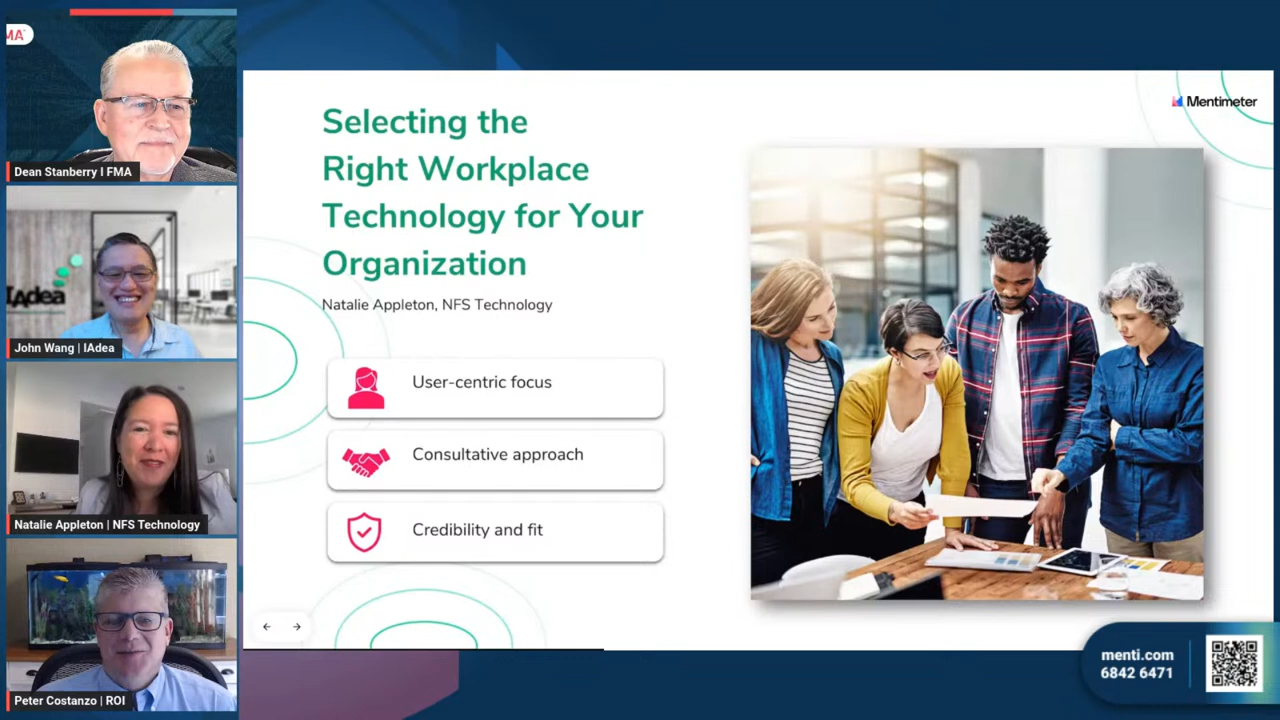 MA
Dean Stanberry I FMA
IAdea
John Wang | IAdea
Natalie Appleton | NFS Technology
Peter Costanzo | ROI
Selecting the
Right Workplace
Technology for Your
Organization
Natalie Appleton, NFS Technology
User-centric focus
Consultative approach
Credibility and fit
Mentimeter
menti.com
6842 6471